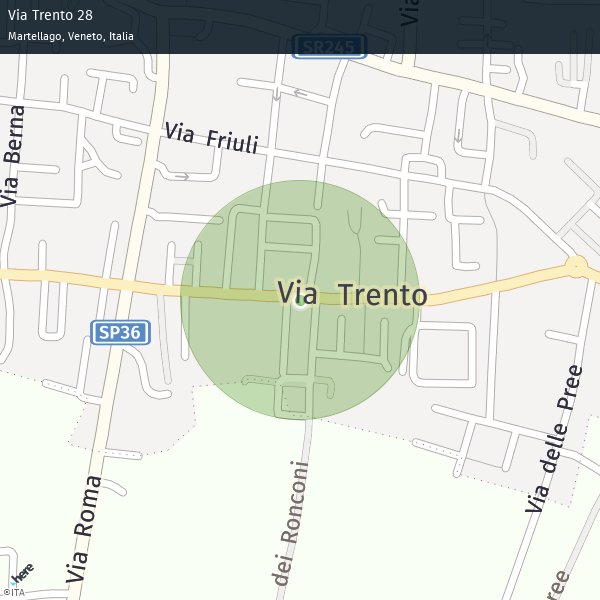 Via Trento 28
Martellago, Veneto, Italia
Via
SR245
Via Berna
Via Friuli
Via Trento
SP36
Via delle Pree
Via Roma
dei Ronconi
ree
here
©ITA